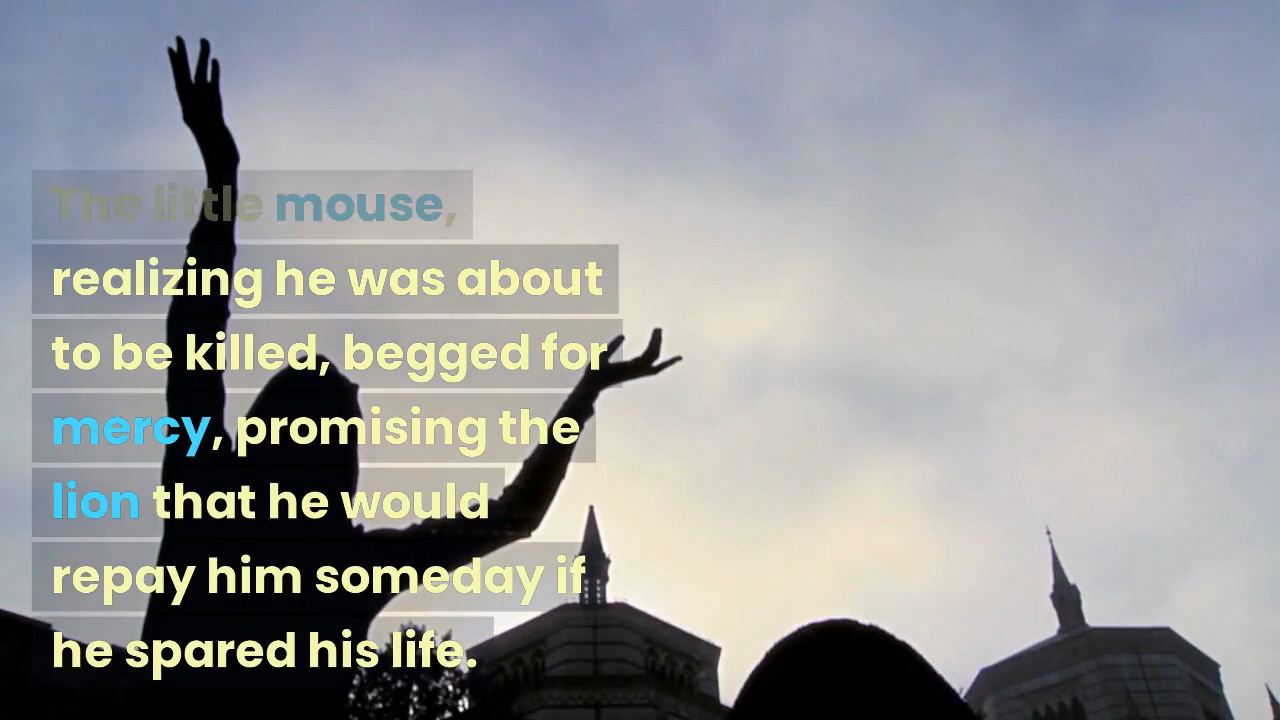 The little mouse,
realizing he was about
to be killed, begged for
mercy, promising the
lion that he would
repay him someday if
he spared his life.